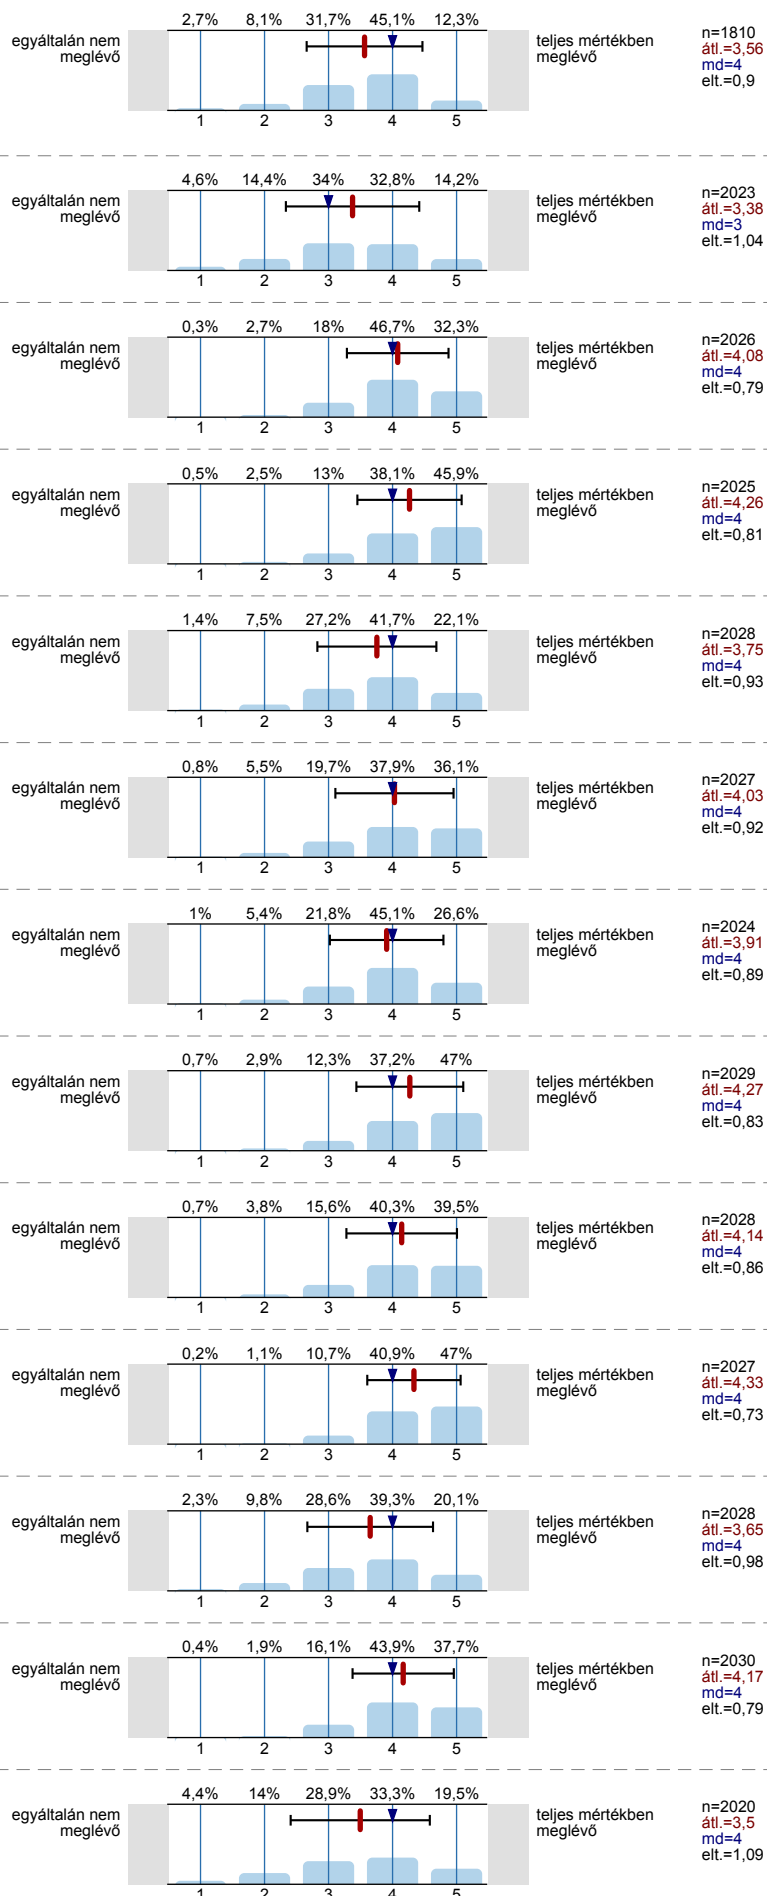 2,7% 8,1% 31,7% 45,1% 12,3%
egyáltalán nem meglévő
teljes mértékben meglévő
n=1810
átl.=3,56
md=4
elt.=0,9
1 2 3 4 5
4,6% 14,4% 34% 32,8% 14,2%
egyáltalán nem meglévő
teljes mértékben meglévő
n=2023
átl.=3,38
md=3
elt.=1,04
1 2 3 4 5
0,3% 2,7% 18% 46,7% 32,3%
egyáltalán nem meglévő
teljes mértékben meglévő
n=2026
átl.=4,08
md=4
elt.=0,79
1 2 3 4 5
0,5% 2,5% 13% 38,1% 45,9%
egyáltalán nem meglévő
teljes mértékben meglévő
n=2025
átl.=4,26
md=4
elt.=0,81
1 2 3 4 5
1,4% 7,5% 27,2% 41,7% 22,1%
egyáltalán nem meglévő
teljes mértékben meglévő
n=2028
átl.=3,75
md=4
elt.=0,93
1 2 3 4 5
0,8% 5,5% 19,7% 37,9% 36,1%
egyáltalán nem meglévő
teljes mértékben meglévő
n=2027
átl.=4,03
md=4
elt.=0,92
1 2 3 4 5
1% 5,4% 21,8% 45,1% 26,6%
egyáltalán nem meglévő
teljes mértékben meglévő
n=2024
átl.=3,91
md=4
elt.=0,89
1 2 3 4 5
0,7% 2,9% 12,3% 37,2% 47%
egyáltalán nem meglévő
teljes mértékben meglévő
n=2029
átl.=4,27
md=4
elt.=0,83
1 2 3 4 5
0,7% 3,8% 15,6% 40,3% 39,5%
egyáltalán nem meglévő
teljes mértékben meglévő
n=2028
átl.=4,14
md=4
elt.=0,86
1 2 3 4 5
0,2% 1,1% 10,7% 40,9% 47%
egyáltalán nem meglévő
teljes mértékben meglévő
n=2027
átl.=4,33
md=4
elt.=0,73
1 2 3 4 5
2,3% 9,8% 28,6% 39,3% 20,1%
egyáltalán nem meglévő
teljes mértékben meglévő
n=2028
átl.=3,65
md=4
elt.=0,98
1 2 3 4 5
0,4% 1,9% 16,1% 43,9% 37,7%
egyáltalán nem meglévő
teljes mértékben meglévő
n=2030
átl.=4,17
md=4
elt.=0,79
1 2 3 4 5
4,4% 14% 28,9% 33,3% 19,5%
egyáltalán nem meglévő
teljes mértékben meglévő
n=2020
átl.=3,5
md=4
elt.=1,09
1 2 3 4 5